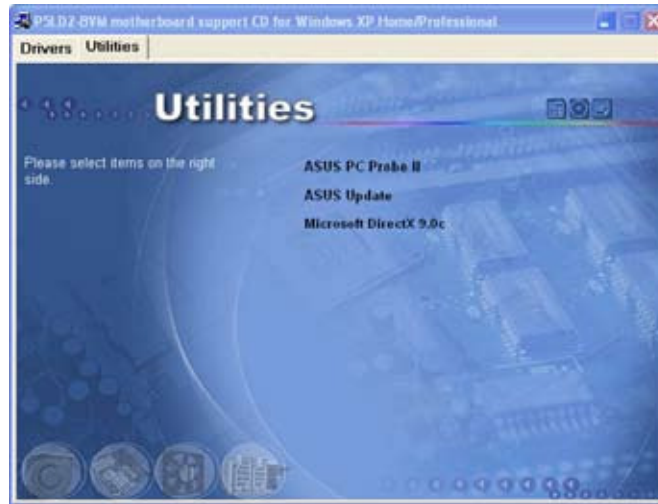 P5LD2-8VM motherboard support CD for Windows XP Home/Professional
Drivers Utilities
Utilities
Please select items on the right
side.
ASUS PC Probe II
ASUS Update
Microsoft DirectX 9.0c